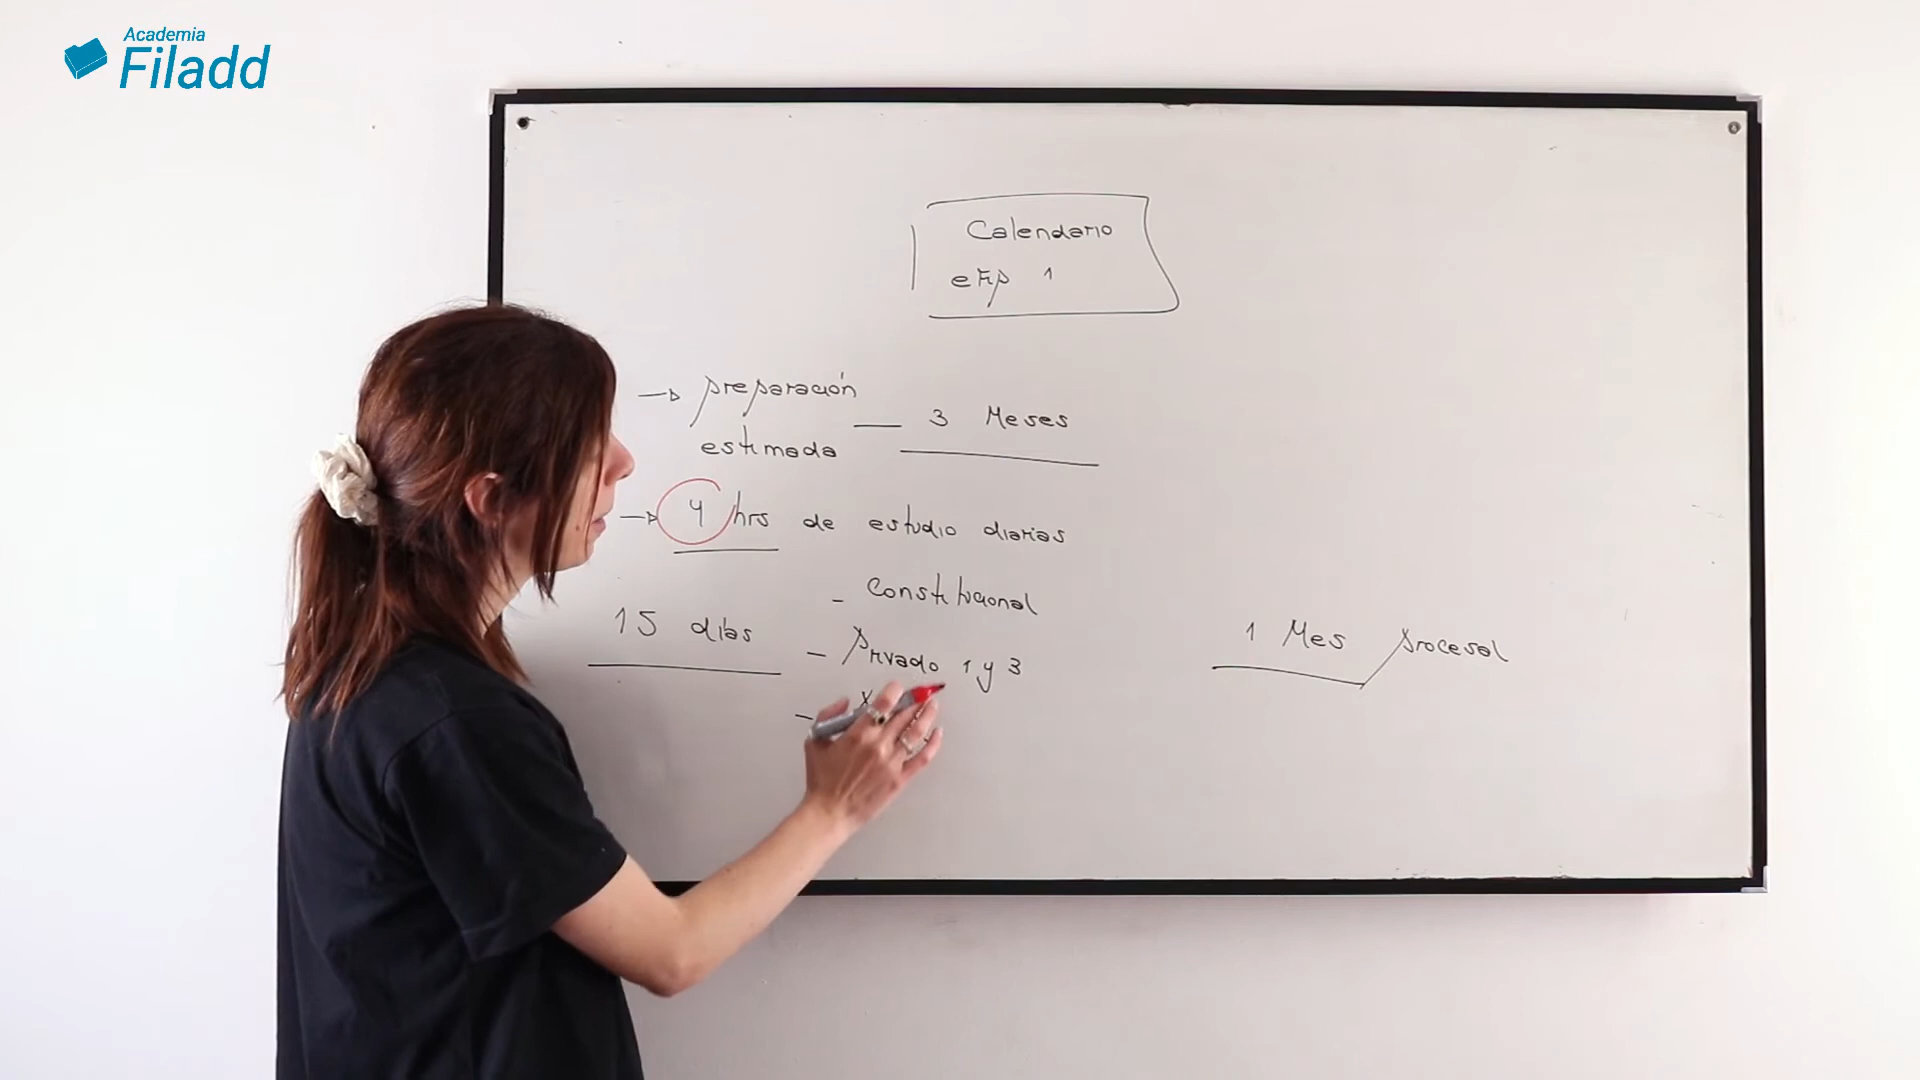 Academia
Filadd
Calendario
eFip 1
preparación
estimada — 3 Meses
4 hrs de estudio diarias
- Constitucional
15 días - Privado 1 y 3
1 Mes procesal